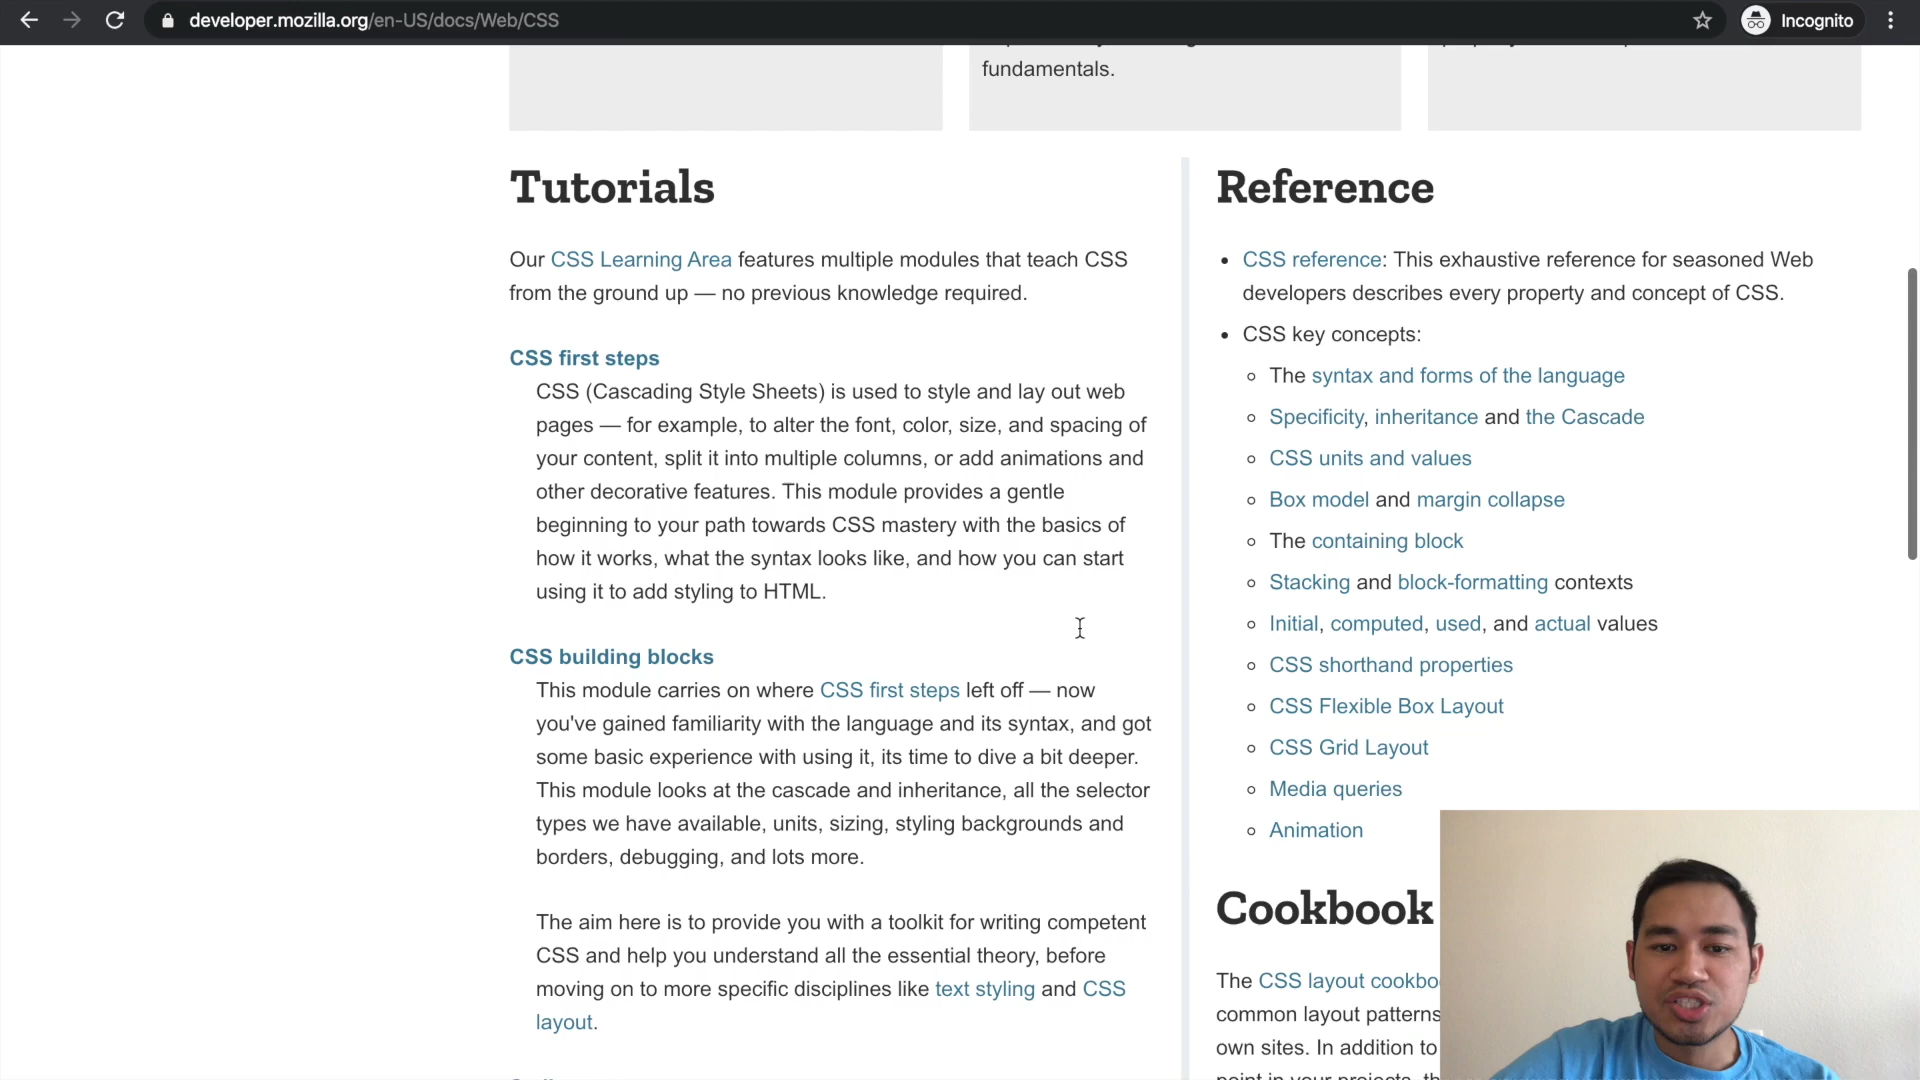 developer.mozilla.org/en-US/docs/Web/CSS
Incognito
fundamentals.
Tutorials
Our CSS Learning Area features multiple modules that teach CSS
from the ground up — no previous knowledge required.
CSS first steps
CSS (Cascading Style Sheets) is used to style and lay out web
pages — for example, to alter the font, color, size, and spacing of
your content, split it into multiple columns, or add animations and
other decorative features. This module provides a gentle
beginning to your path towards CSS mastery with the basics of
how it works, what the syntax looks like, and how you can start
using it to add styling to HTML.
CSS building blocks
This module carries on where CSS first steps left off — now
you've gained familiarity with the language and its syntax, and got
some basic experience with using it, its time to dive a bit deeper.
This module looks at the cascade and inheritance, all the selector
types we have available, units, sizing, styling backgrounds and
borders, debugging, and lots more.
The aim here is to provide you with a toolkit for writing competent
CSS and help you understand all the essential theory, before
moving on to more specific disciplines like text styling and CSS
layout.
Reference
• CSS reference: This exhaustive reference for seasoned Web
developers describes every property and concept of CSS.
• CSS key concepts:
◦ The syntax and forms of the language
◦ Specificity, inheritance and the Cascade
◦ CSS units and values
◦ Box model and margin collapse
◦ The containing block
◦ Stacking and block-formatting contexts
◦ Initial, computed, used, and actual values
◦ CSS shorthand properties
◦ CSS Flexible Box Layout
◦ CSS Grid Layout
◦ Media queries
◦ Animation
Cookbook
The CSS layout cookbo
common layout patterns
own sites. In addition to
point in your projects, th